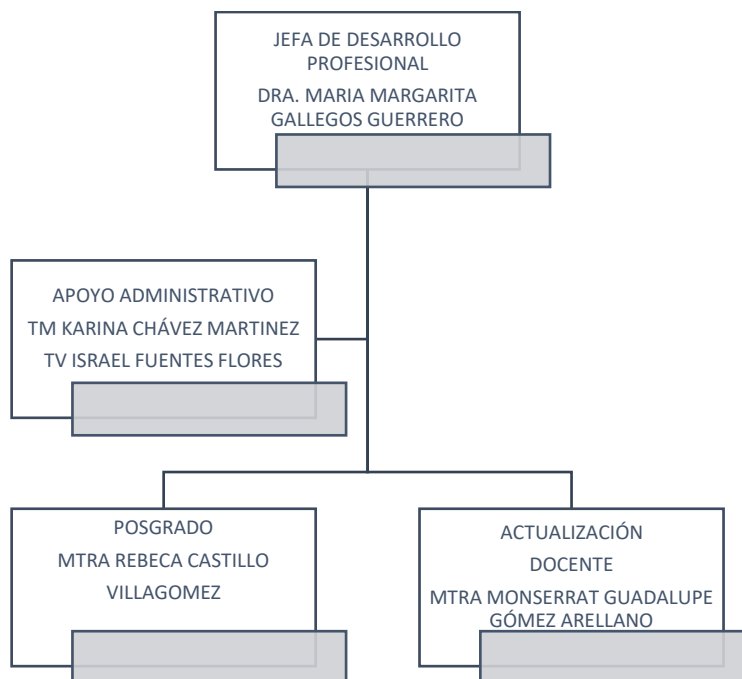 JEFA DE DESARROLLO
PROFESIONAL
DRA. MARIA MARGARITA
GALLEGOS GUERRERO
APOYO ADMINISTRATIVO
TM KARINA CHÁVEZ MARTINEZ
TV ISRAEL FUENTES FLORES
POSGRADO
MTRA REBECA CASTILLO
VILLAGOMEZ
ACTUALIZACIÓN
DOCENTE
MTRA MONSERRAT GUADALUPE
GÓMEZ ARELLANO